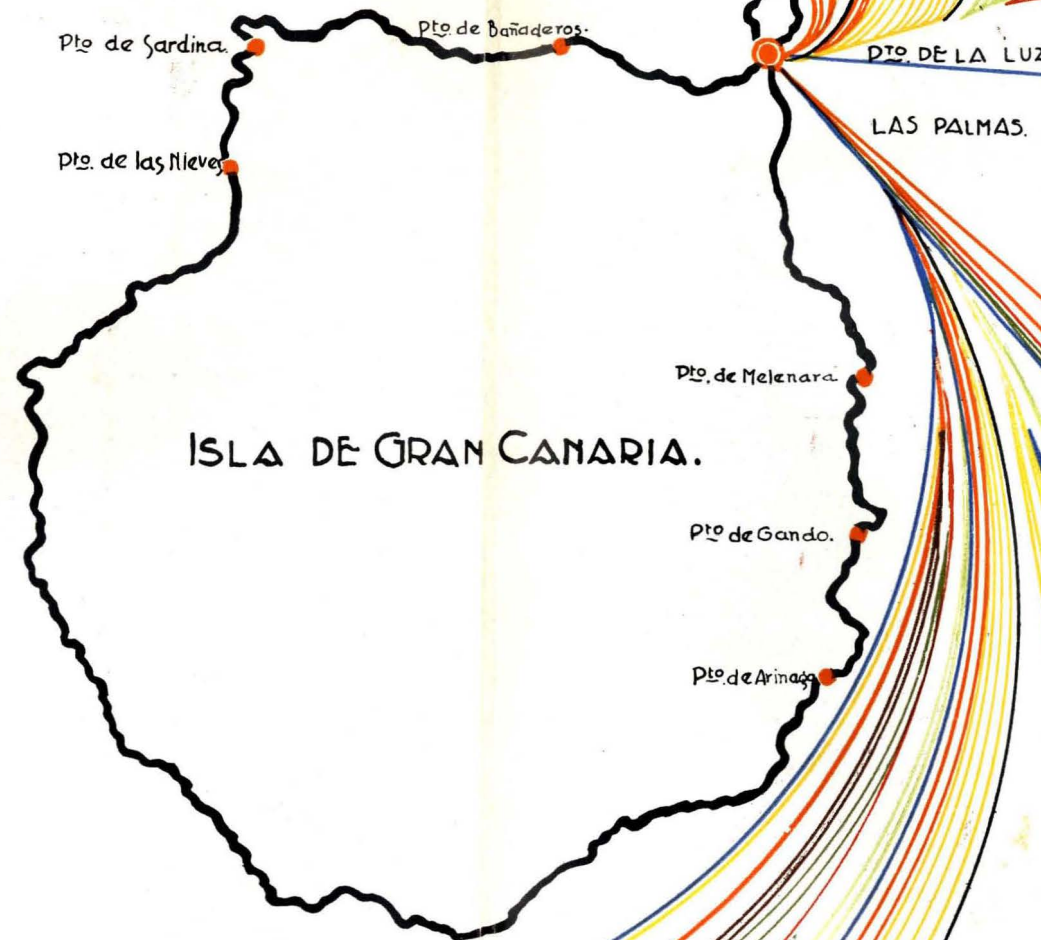 Pto de Sardina.
Pto. de Bañaderos.
PTO. DE LA LUZ
LAS PALMAS.
Pto. de las Nieves
Pto. de Melenara
ISLA DE GRAN CANARIA.
Pto de Gando.
Pto. de Arinaga